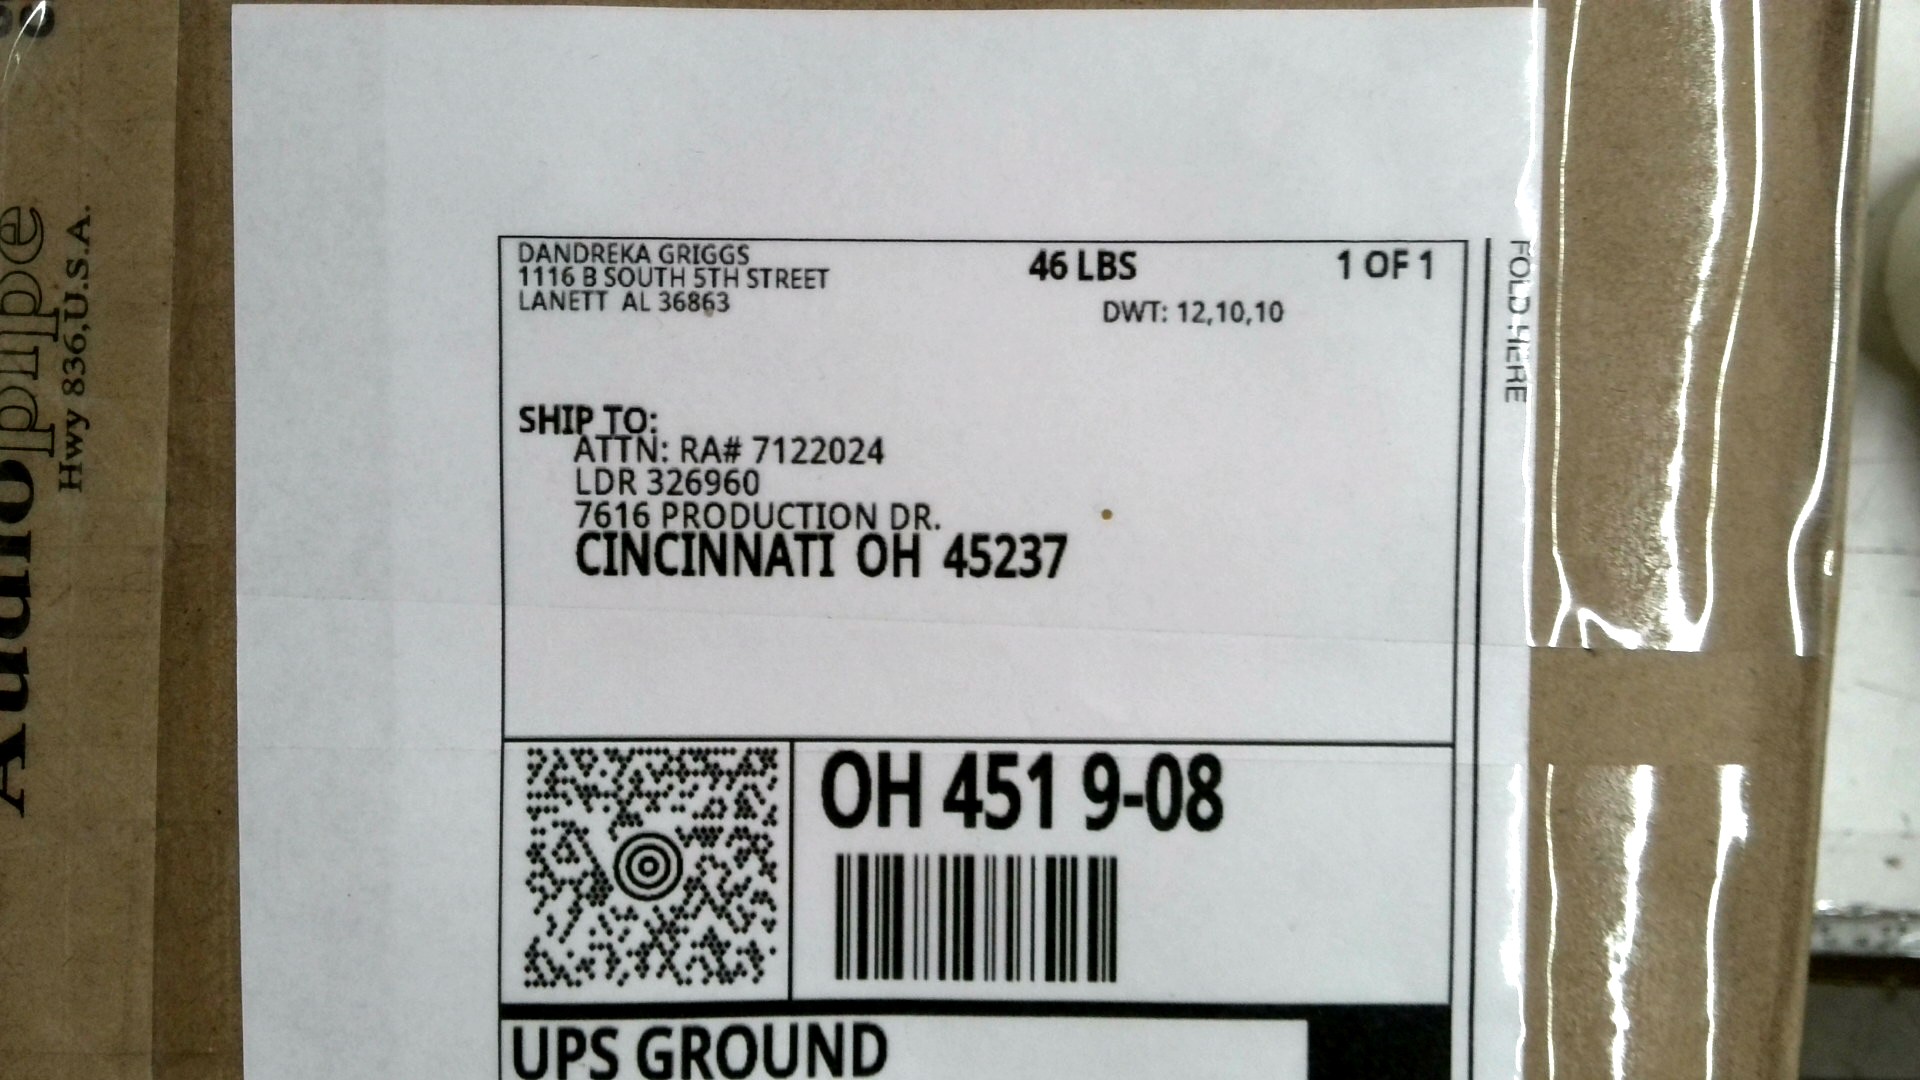 DANDREKA GRIGGS
1116 B SOUTH 5TH STREET
LANETT AL 36863
46 LBS
1 OF 1
DWT: 12,10,10
SHIP TO:
ATTN: RA# 7122024
LDR 326960
7616 PRODUCTION DR.
CINCINNATI OH 45237
OH 451 9-08
UPS GROUND
FOLD HERE
Audiopipe
Hwy 836,U.S.A.